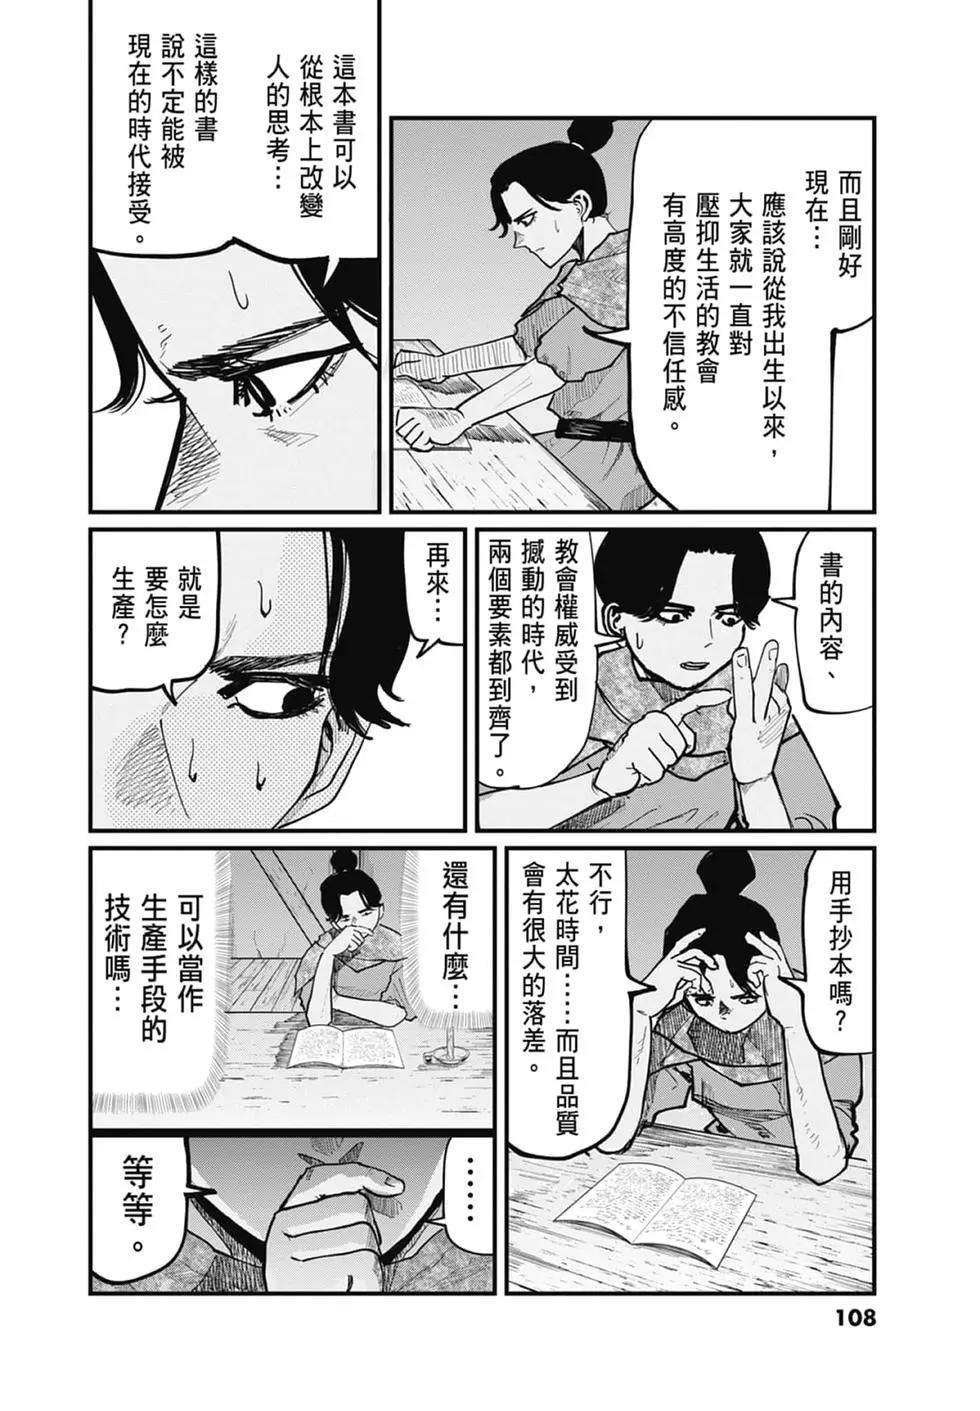 而且剛好
現在…
應該說從我出生以來，
大家就一直對
壓抑生活的教會
有高度的不信任感。
這本書可以
從根本上改變
人的思考…
這樣的書
說不定能被
現在的時代接受。
書的內容、
教會權威受到
撼動的時代，
兩個要素都到齊了。
再來…
就是
要怎麼
生產？
用手抄本嗎？
不行，
太花時間……而且品質
會有很大的落差。
還有什麼…
可以當作
生產手段的
技術嗎…
……
等等。
108